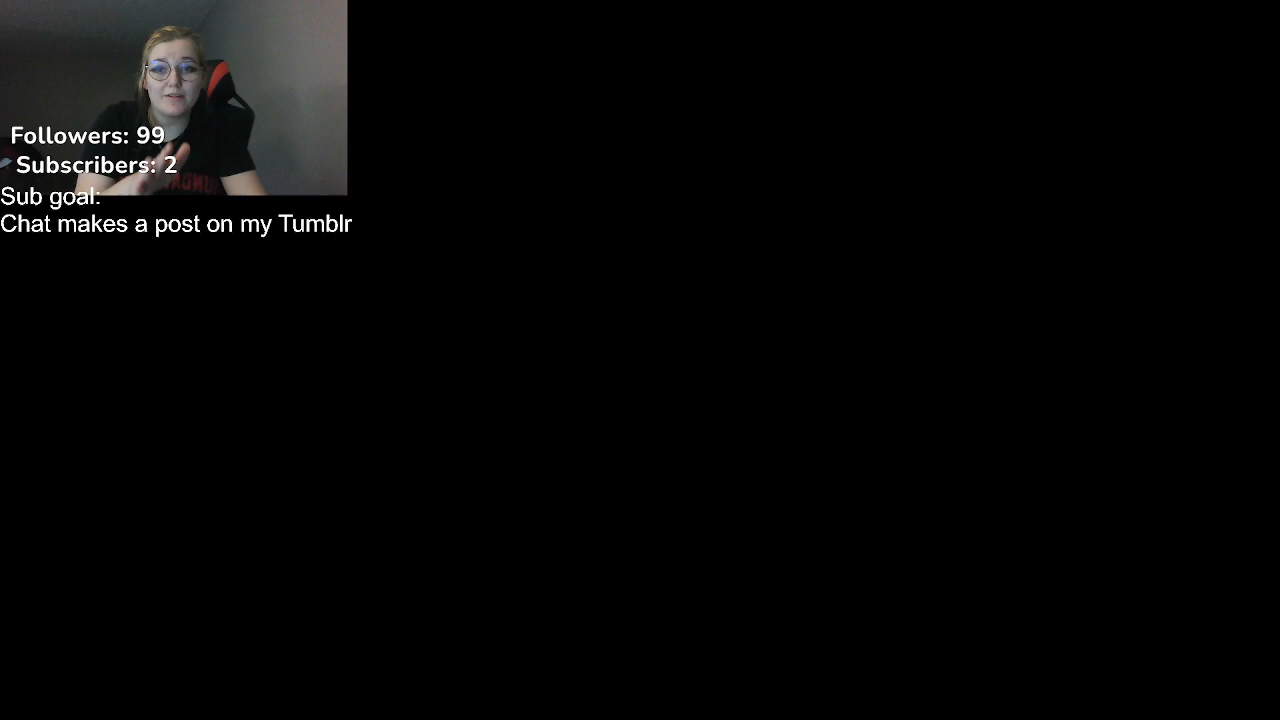 Followers: 99
Subscribers: 2
Sub goal:
Chat makes a post on my Tumblr